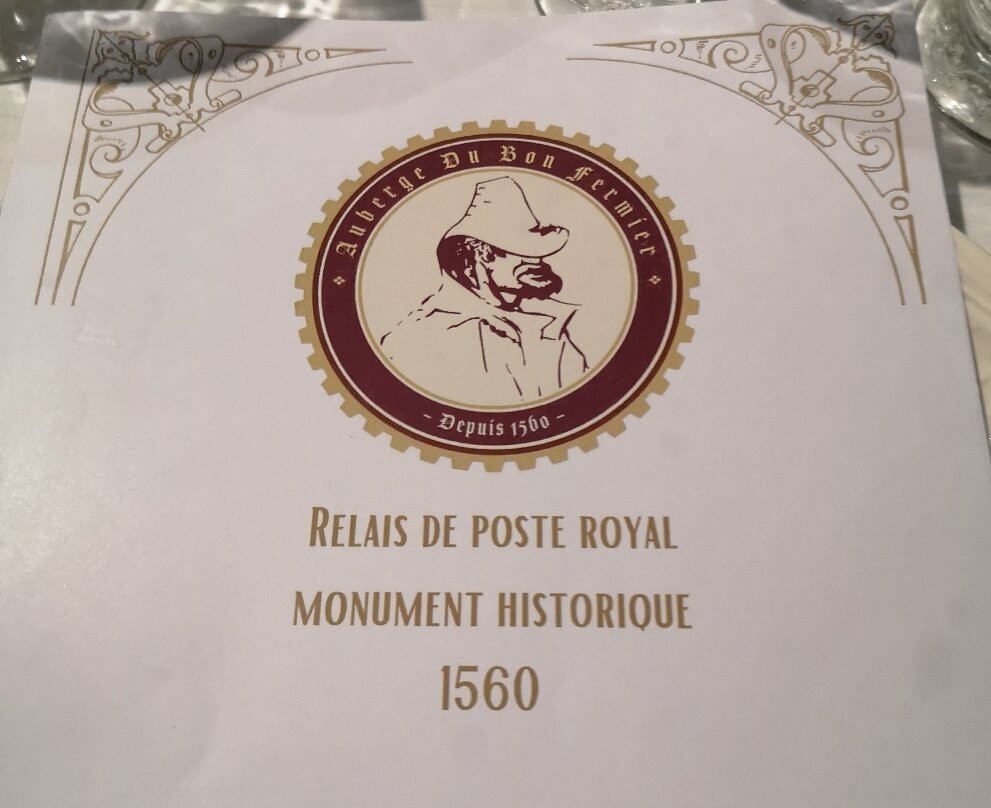 Auberge Du Bon Fermier
- Depuis 1560 -
RELAIS DE POSTE ROYAL
MONUMENT HISTORIQUE
1560